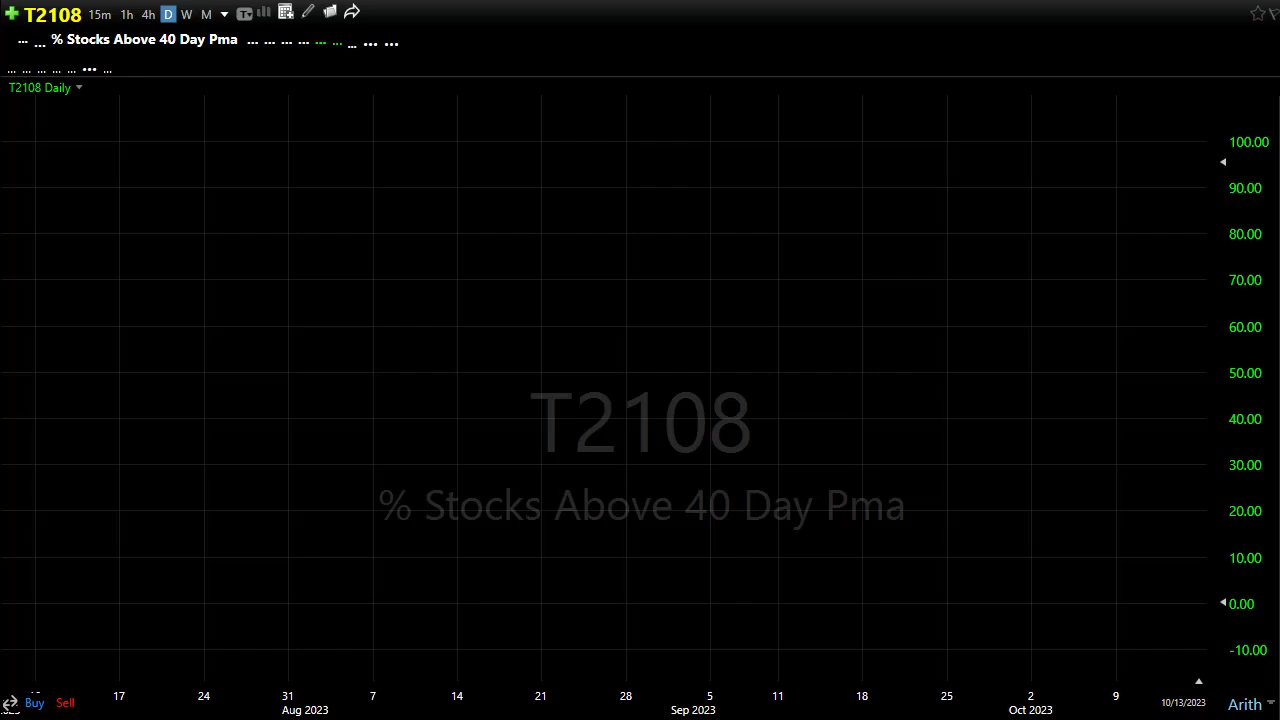 T2108 15m 1h 4h D W M
... ... % Stocks Above 40 Day Pma ... ... ... ... ... ... ... ... ...
... ... ... ... ... ... ...
T2108 Daily
100.00
90.00
80.00
70.00
60.00
50.00
40.00
30.00
20.00
10.00
0.00
-10.00
T2108
% Stocks Above 40 Day Pma
17 24 31 7 14 21 28 5 11 18 25 2 9
Buy Sell Aug 2023 Sep 2023 Oct 2023 10/13/2023 Arith